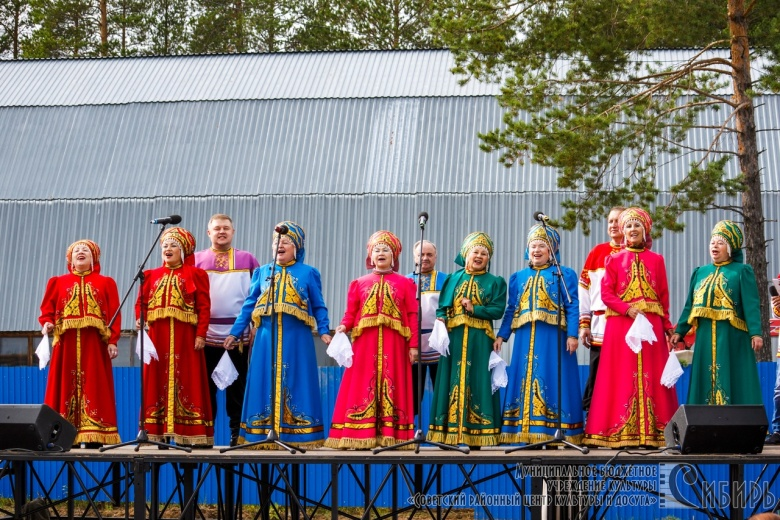 Муниципальное бюджетное
учреждение культуры
«Советский районный центр культуры и досуга»
Сибирь